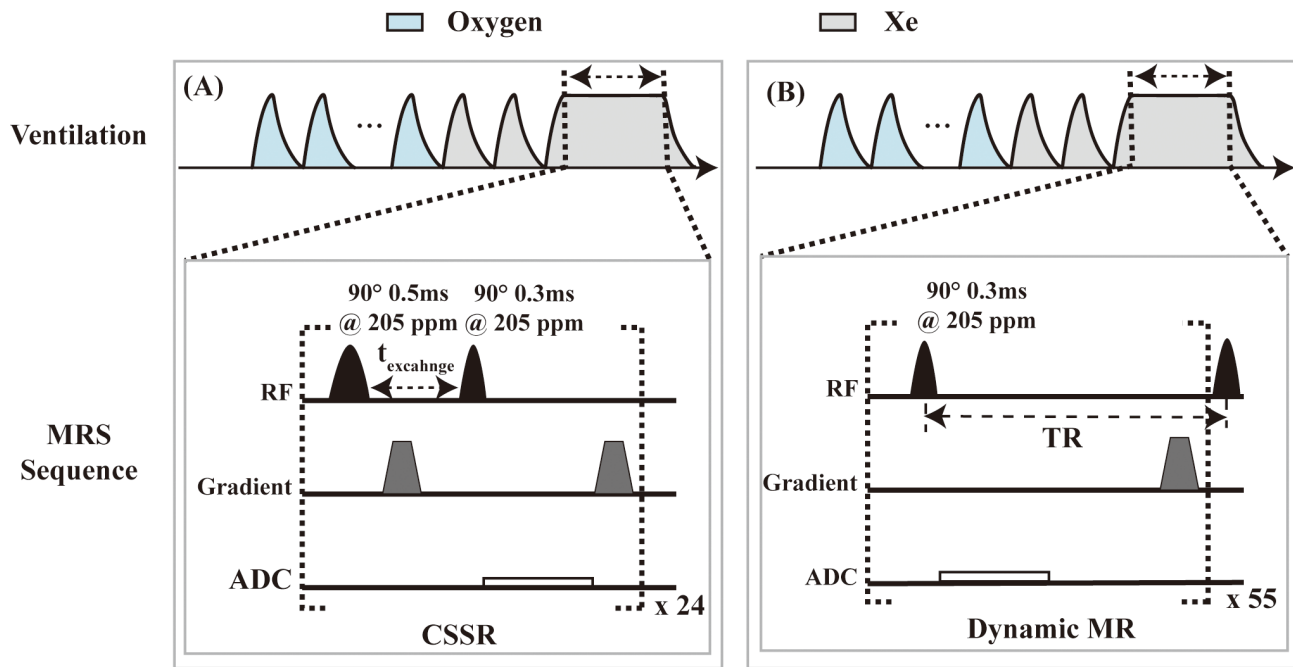 Oxygen
Xe
Ventilation
(A)
...
(B)
...
90° 0.5ms
@ 205 ppm
90° 0.3ms
@ 205 ppm
t excahnge
RF
Gradient
ADC
x 24
CSSR
90° 0.3ms
@ 205 ppm
RF
TR
Gradient
ADC
x 55
Dynamic MR
MRS
Sequence